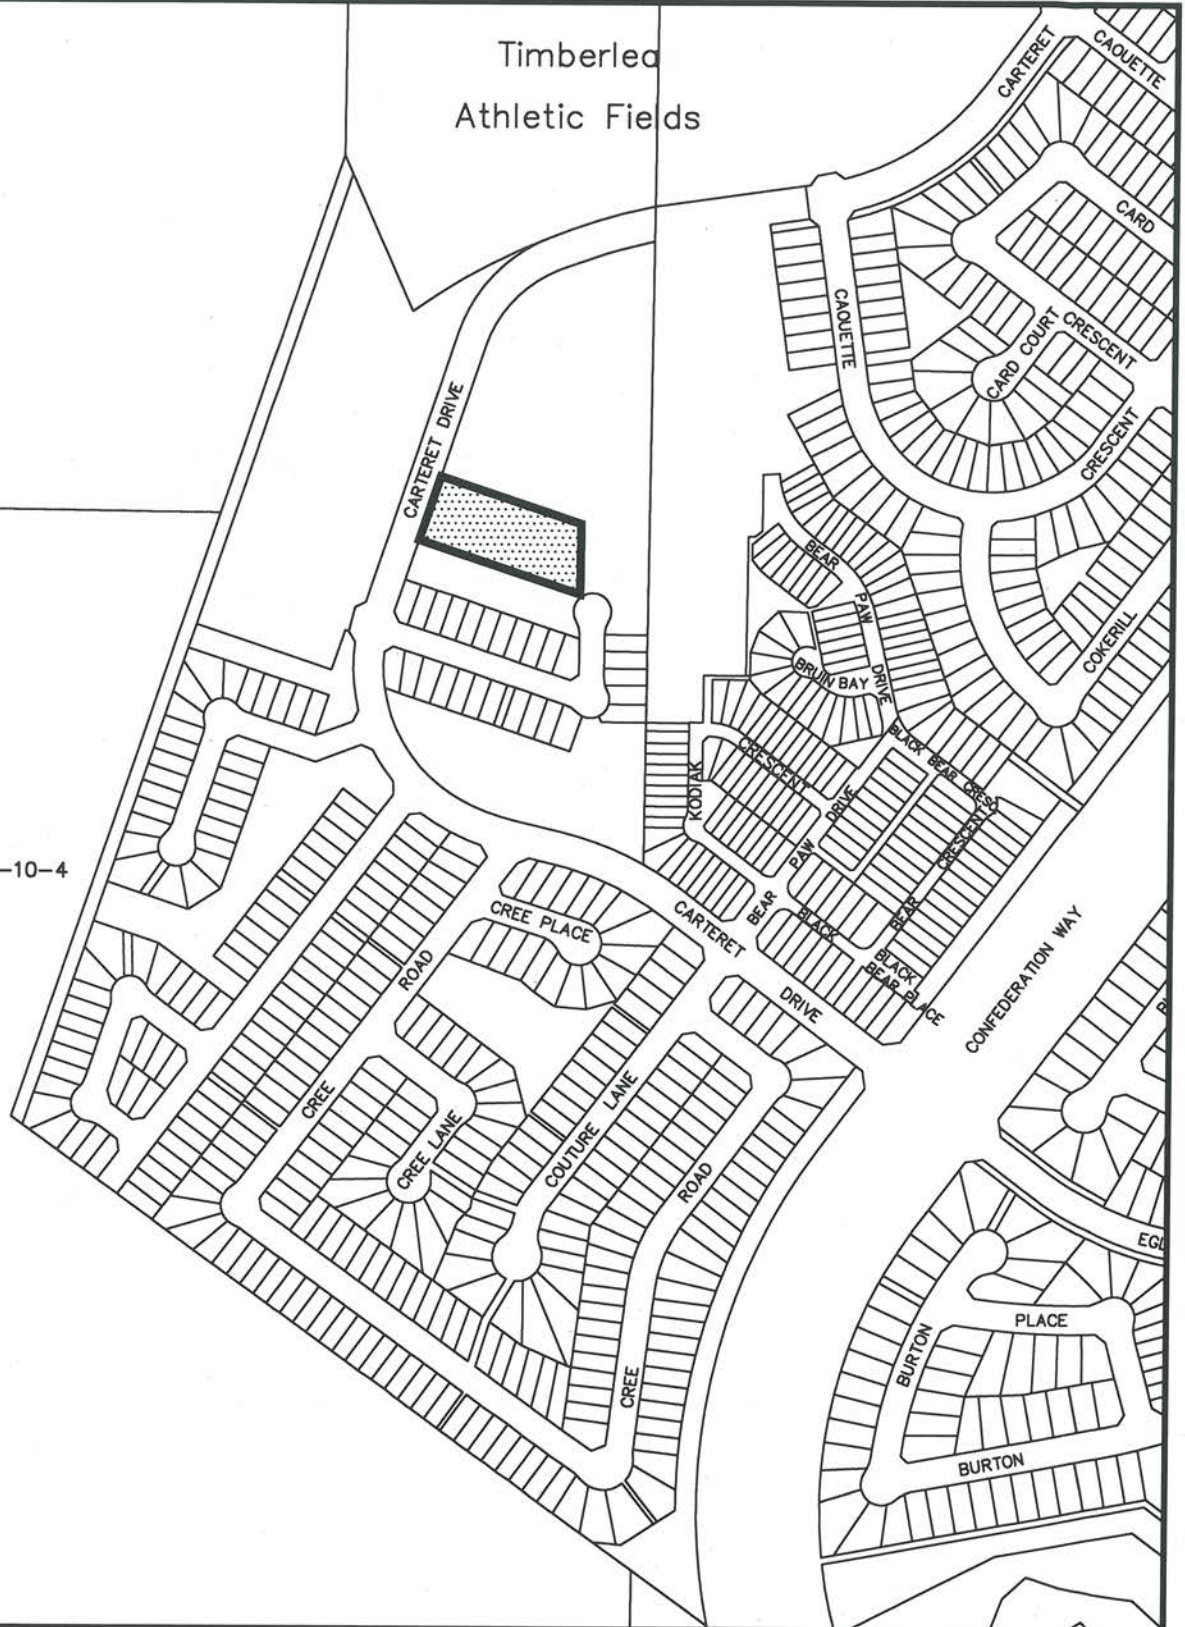 Timberlea
Athletic Fields
CARTERET
CAOUETTE
CARD
CAOUETTE
CARD COURT
CRESCENT
CARTERET DRIVE
CRESCENT
BEAR
PAW
DRIVE
COKERILL
BRUIN BAY
BLACK BEAR CRESC
CRESCENT
KODIAK
DRIVE
CRESCENT
PAW
-10-4
BEAR
BEAR
BLACK
CREE PLACE
CARTERET
DRIVE
BLACK
BEAR PLACE
CONFEDERATION WAY
ROAD
CREE
CREE LANE
COUTURE LANE
ROAD
CREE
EGL
PLACE
BURTON
BURTON